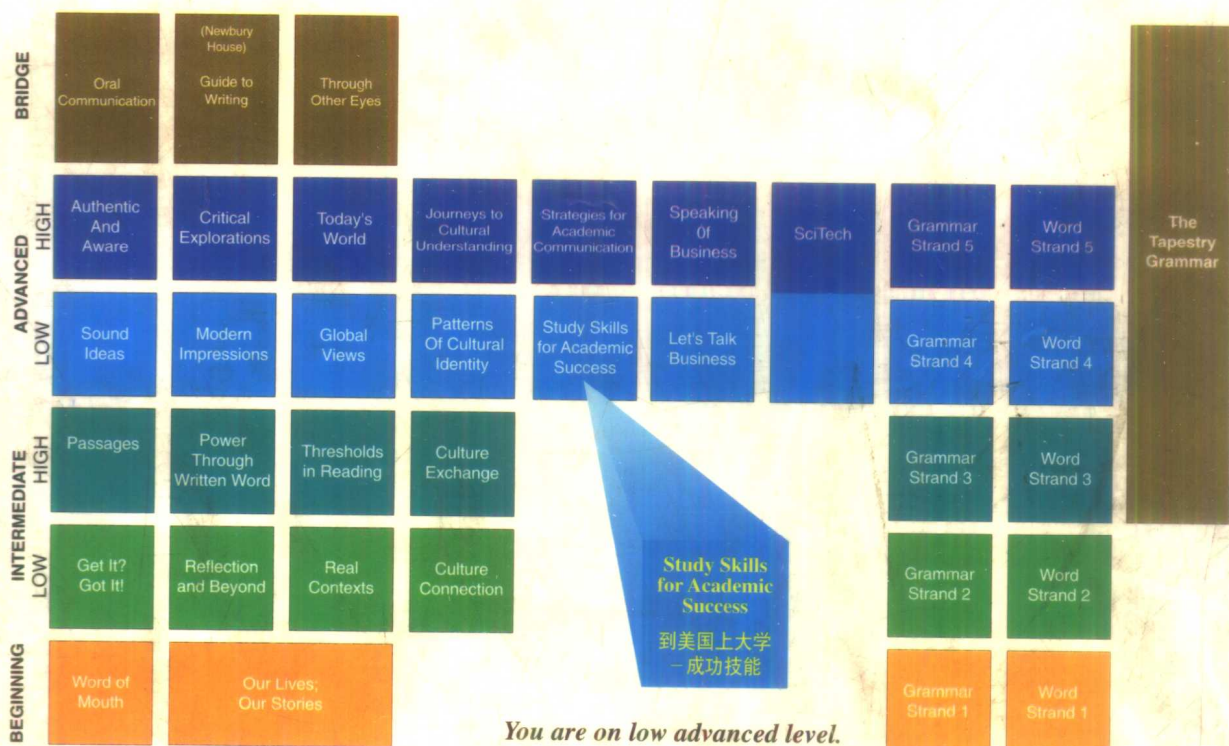 BRIDGE
Oral
Communication
(Newbury
House)
Guide to
Writing
Through
Other Eyes
The
Tapestry
Grammar
ADVANCED
HIGH
Authentic
And
Aware
Critical
Explorations
Today's
World
Journeys to
Cultural
Understanding
Strategies for
Academic
Communication
Speaking
Of
Business
SciTech
Grammar
Strand 5
Word
Strand 5
LOW
Sound
Ideas
Modern
Impressions
Global
Views
Patterns
Of Cultural
Identity
Study Skills
for Academic
Success
Let's Talk
Business
Grammar
Strand 4
Word
Strand 4
INTERMEDIATE
HIGH
Passages
Power
Through
Written Word
Thresholds
in Reading
Culture
Exchange
Grammar
Strand 3
Word
Strand 3
LOW
Get It?
Got It!
Reflection
and Beyond
Real
Contexts
Culture
Connection
Study Skills
for Academic
Success
到美国上大学
–成功技能
Grammar
Strand 2
Word
Strand 2
BEGINNING
Word of
Mouth
Our Lives;
Our Stories
Grammar
Strand 1
Word
Strand 1
You are on low advanced level.